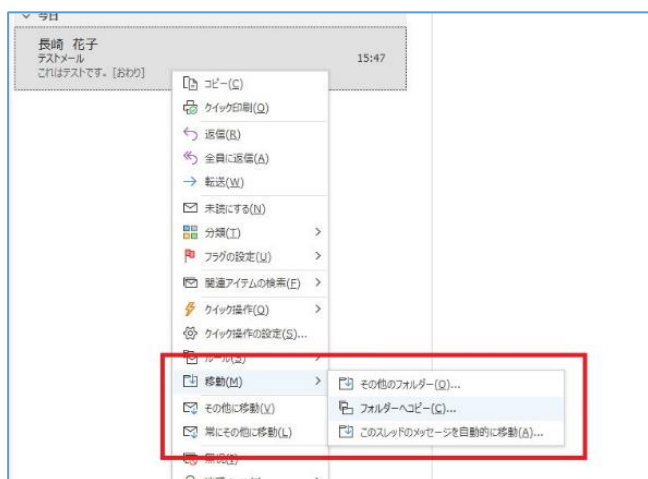 今日
長崎 花子
テストメール
15:47
これはテストです。[おわり]
コピー(C)
クイック印刷(Q)
返信(R)
全員に返信(A)
転送(W)
未読にする(N)
分類(T)
フラグの設定(U)
関連アイテムの検索(F)
クイック操作(Q)
クイック操作の設定(S)...
ルール(S)
移動(M)
その他のフォルダー(O)...
その他に移動(V)
フォルダーへコピー(C)...
常にその他に移動(L)
このスレッドのメッセージを自動的に移動(A)...
無視(I)